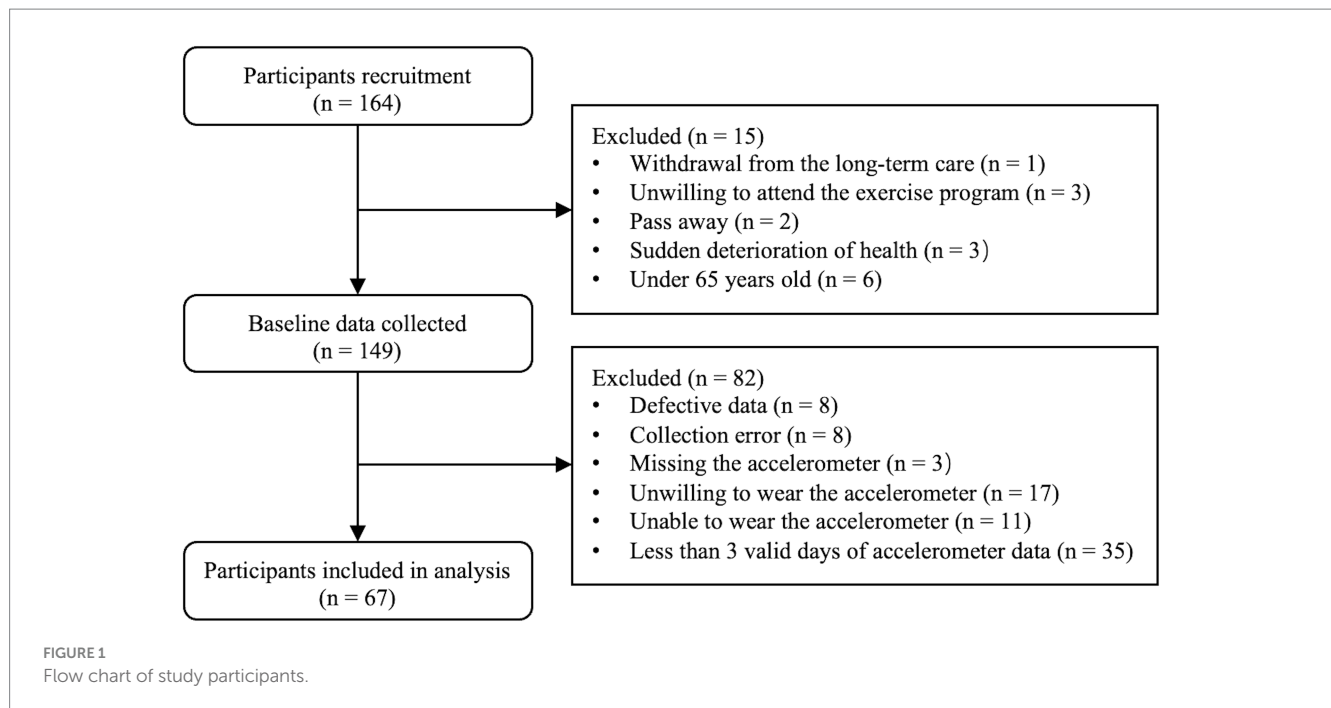 Participants recruitment
(n = 164)
Excluded (n = 15)
• Withdrawal from the long-term care (n = 1)
• Unwilling to attend the exercise program (n = 3)
• Pass away (n = 2)
• Sudden deterioration of health (n = 3）
• Under 65 years old (n = 6)
Baseline data collected
(n = 149)
Excluded (n = 82)
• Defective data (n = 8)
• Collection error (n = 8)
• Missing the accelerometer (n = 3）
• Unwilling to wear the accelerometer (n = 17)
• Unable to wear the accelerometer (n = 11)
• Less than 3 valid days of accelerometer data (n = 35)
Participants included in analysis
(n = 67)
FIGURE 1
Flow chart of study participants.